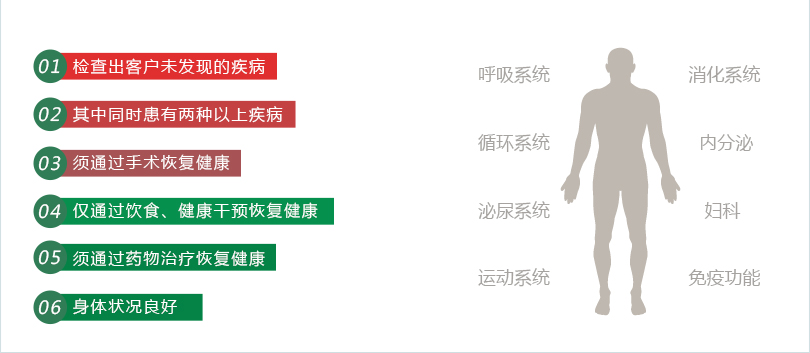 01 检查出客户未发现的疾病
02 其中同时患有两种以上疾病
03 须通过手术恢复健康
04 仅通过饮食、健康干预恢复健康
05 须通过药物治疗恢复健康
06 身体状况良好
呼吸系统
消化系统
循环系统
内分泌
泌尿系统
妇科
运动系统
免疫功能